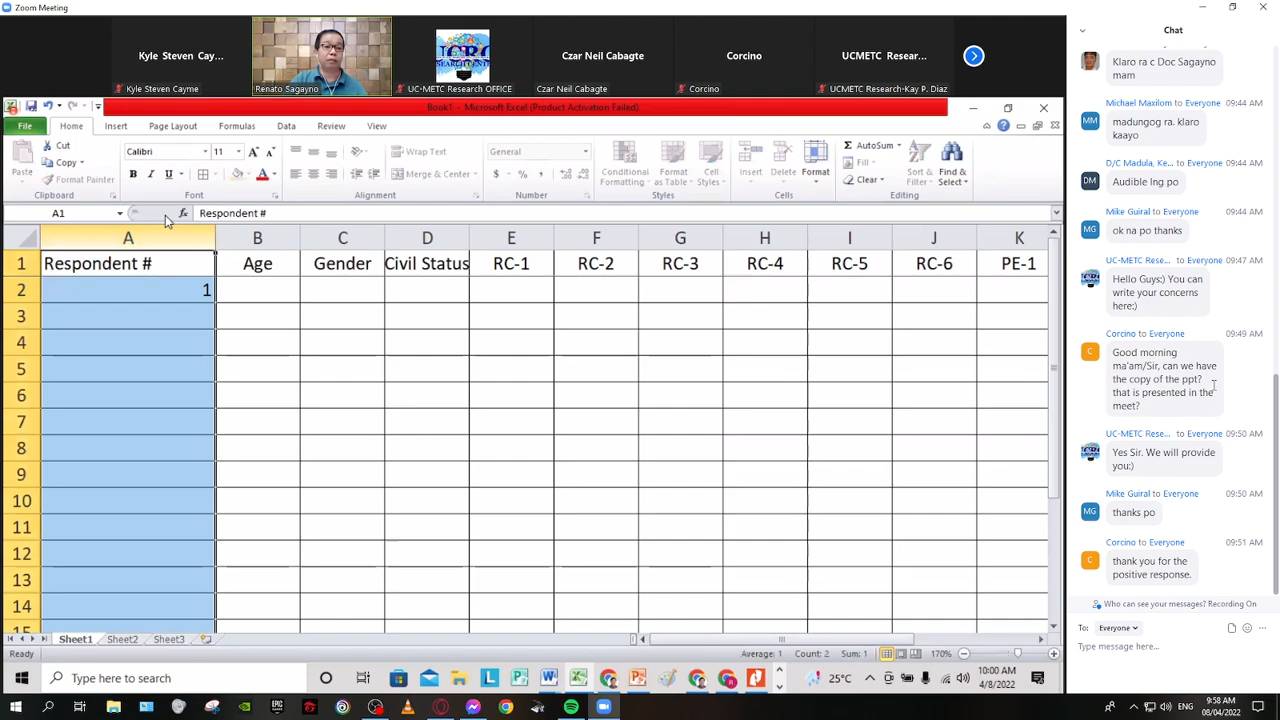 Zoom Meeting
Kyle Steven Cay...
Kyle Steven Cayme
Renato Sagayno
UC-METC Research OFFICE
Czar Neil Cabagte
Czar Neil Cabagte
Corcino
Corcino
UCMETC Resear...
UCMETC Research-Kay P. Diaz
Book1 - Microsoft Excel (Product Activation Failed)
File Home Insert Page Layout Formulas Data Review View
Paste
Cut
Copy
Format Painter
Clipboard
Calibri 11
B I U
Font
Wrap Text
Merge & Center
Alignment
General
$ % ,
Number
Conditional Formatting
Format as Table
Cell Styles
Styles
Insert Delete Format
Cells
AutoSum
Fill
Clear
Sort & Filter
Find & Select
Editing
A1 fx Respondent #
A B C D E F G H I J K
1 Respondent # Age Gender Civil Status RC-1 RC-2 RC-3 RC-4 RC-5 RC-6 PE-1
2 1
3
4
5
6
7
8
9
10
11
12
13
14
15
Sheet1 Sheet2 Sheet3
Ready Average: 1 Count: 2 Sum: 1 170%
Type here to search
25°C
10:00 AM
4/8/2022
Chat
Klaro ra c Doc Sagayno
mam
Michael Maxilom to Everyone 09:44 AM
MM
madungog ra. klaro
kaayo
D/C Madula, Ke... to Everyone 09:44 AM
DM
Audible lng po
Mike Guiral to Everyone 09:44 AM
MG
ok na po thanks
UC-METC Rese... to Everyone 09:47 AM
Hello Guys:) You can
write your concerns
here:)
Corcino to Everyone 09:49 AM
C
Good morning
ma'am/Sir, can we have
the copy of the ppt?
that is presented in the
meet?
UC-METC Rese... to Everyone 09:50 AM
Yes Sir. We will provide
you:)
Mike Guiral to Everyone 09:50 AM
MG
thanks po
Corcino to Everyone 09:51 AM
C
thank you for the
positive response.
Who can see your messages? Recording On
To: Everyone
Type message here...
9:58 AM
08/04/2022